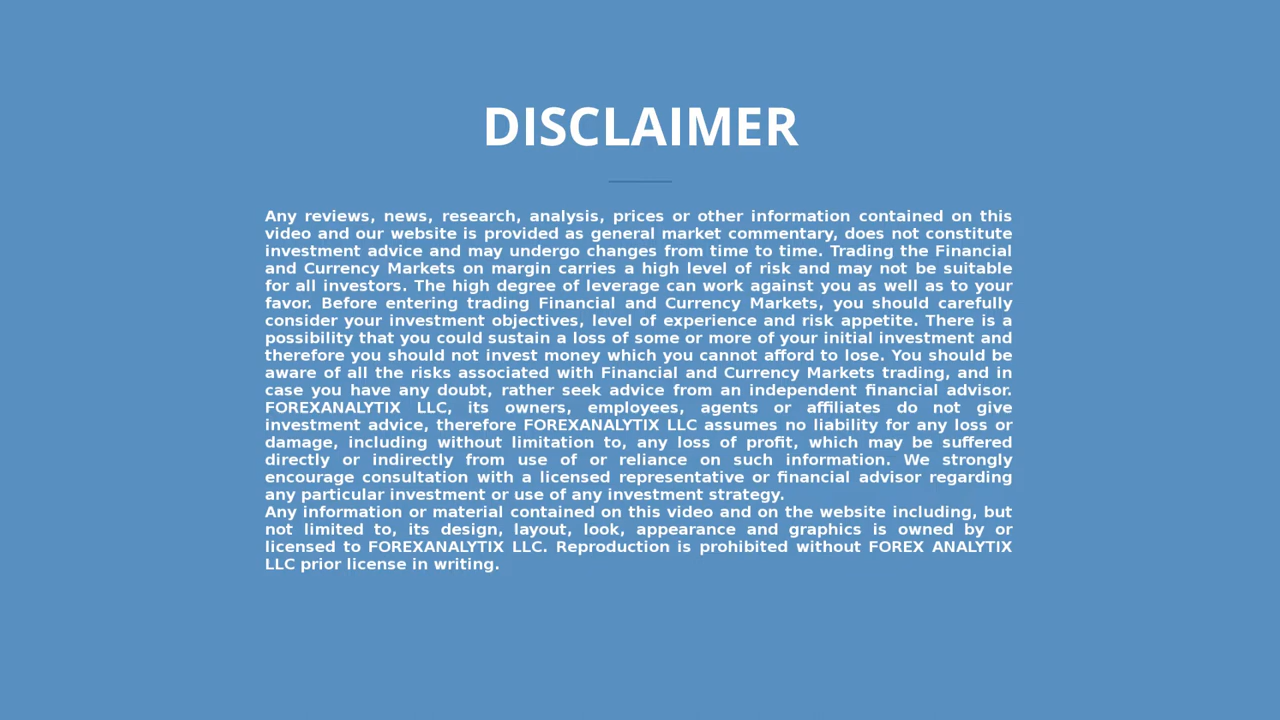 DISCLAIMER
Any reviews, news, research, analysis, prices or other information contained on this
video and our website is provided as general market commentary, does not constitute
investment advice and may undergo changes from time to time. Trading the Financial
and Currency Markets on margin carries a high level of risk and may not be suitable
for all investors. The high degree of leverage can work against you as well as to your
favor. Before entering trading Financial and Currency Markets, you should carefully
consider your investment objectives, level of experience and risk appetite. There is a
possibility that you could sustain a loss of some or more of your initial investment and
therefore you should not invest money which you cannot afford to lose. You should be
aware of all the risks associated with Financial and Currency Markets trading, and in
case you have any doubt, rather seek advice from an independent financial advisor.
FOREXANALYTIX LLC, its owners, employees, agents or affiliates do not give
investment advice, therefore FOREXANALYTIX LLC assumes no liability for any loss or
damage, including without limitation to, any loss of profit, which may be suffered
directly or indirectly from use of or reliance on such information. We strongly
encourage consultation with a licensed representative or financial advisor regarding
any particular investment or use of any investment strategy.
Any information or material contained on this video and on the website including, but
not limited to, its design, layout, look, appearance and graphics is owned by or
licensed to FOREXANALYTIX LLC. Reproduction is prohibited without FOREX ANALYTIX
LLC prior license in writing.